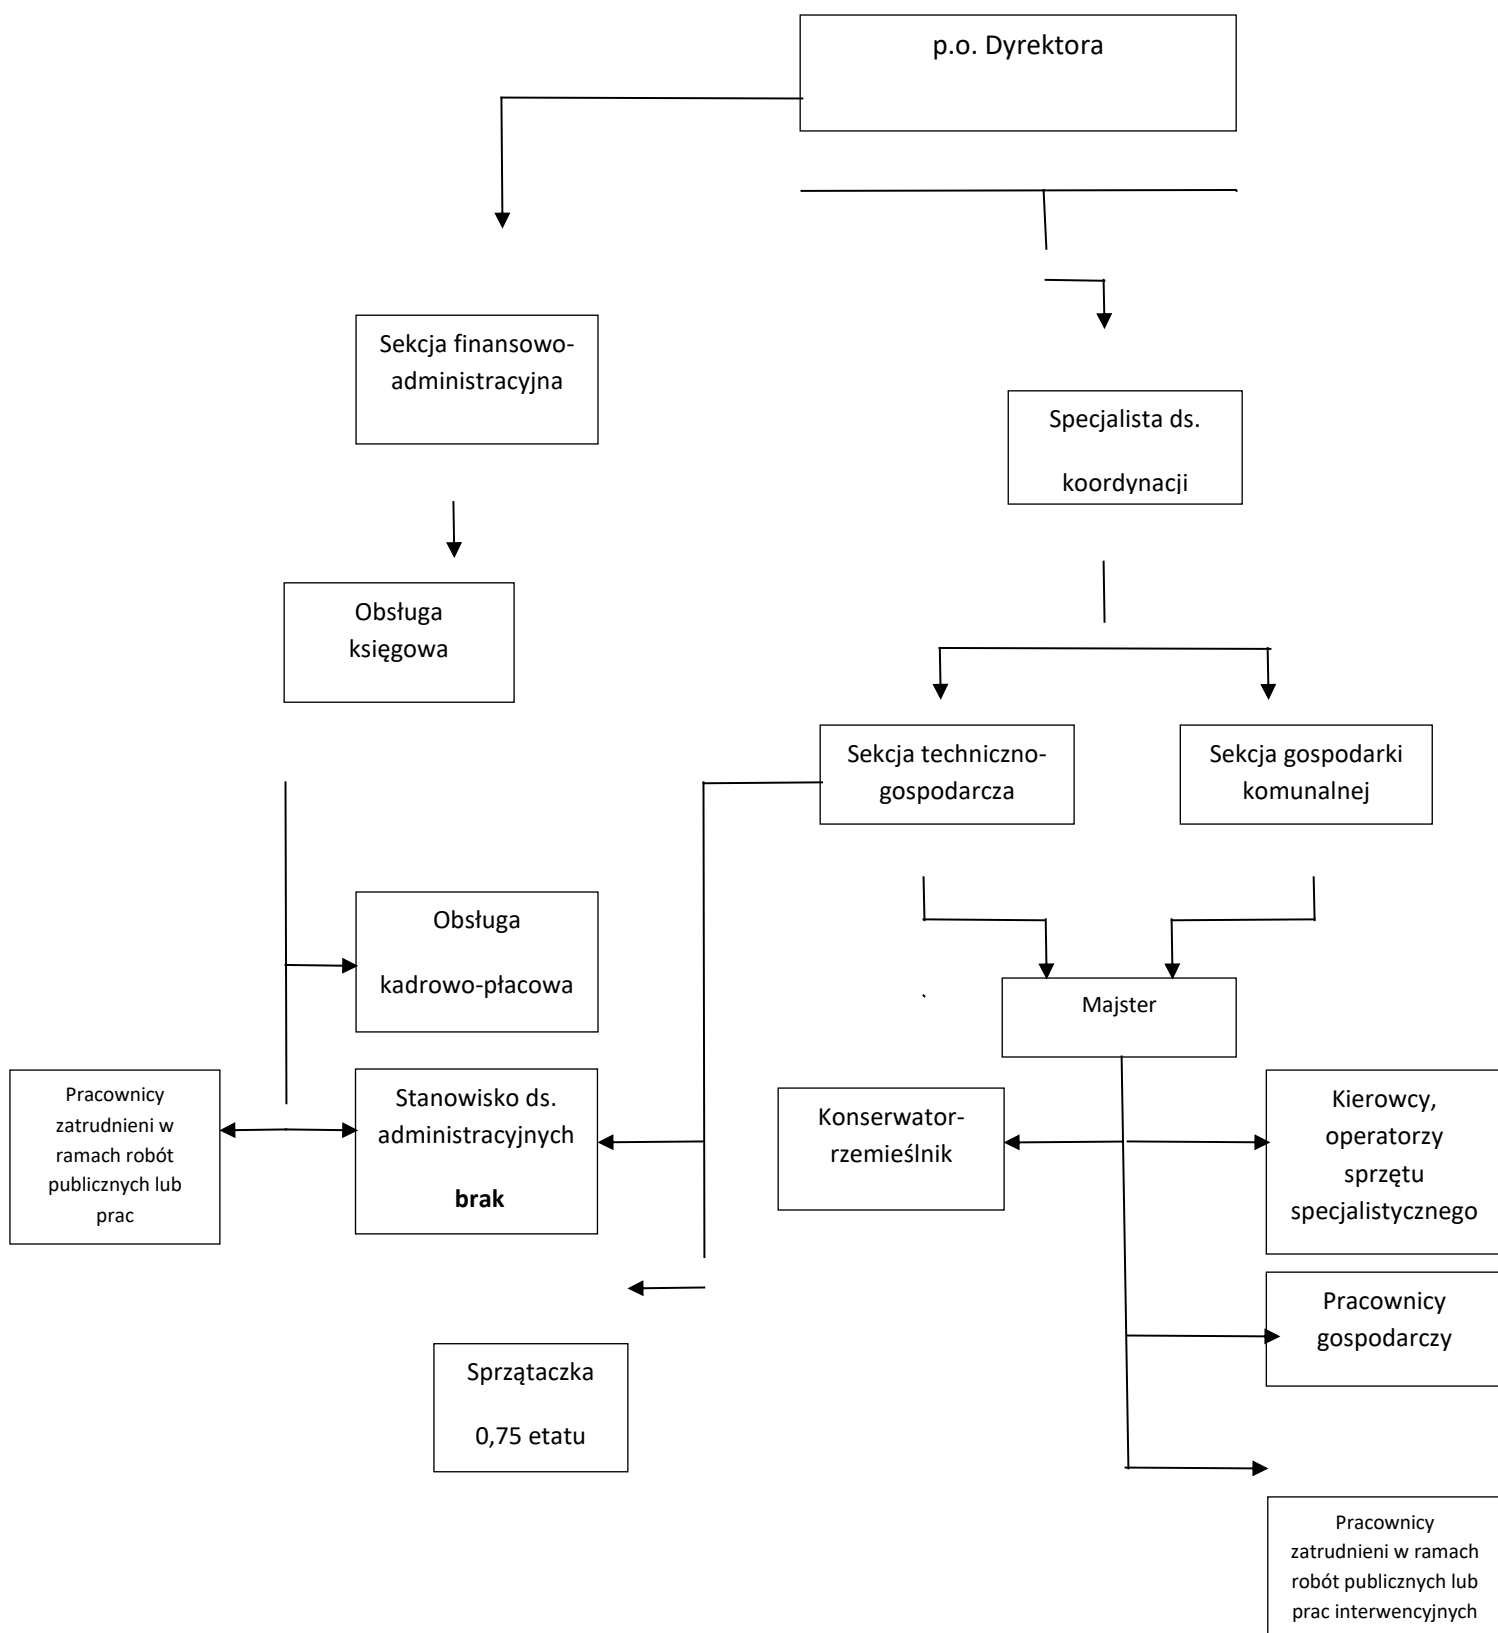 p.o. Dyrektora
Sekcja finansowo-
administracyjna
Specjalista ds.
koordynacji
Obsługa
księgowa
Sekcja techniczno-
gospodarcza
Sekcja gospodarki
komunalnej
Obsługa
kadrowo-płacowa
Majster
Pracownicy
zatrudnieni w
ramach robót
publicznych lub
prac
Stanowisko ds.
administracyjnych
brak
Konserwator-
rzemieślnik
Kierowcy,
operatorzy
sprzętu
specjalistycznego
Pracownicy
gospodarczy
Sprzątaczka
0,75 etatu
Pracownicy
zatrudnieni w ramach
robót publicznych lub
prac interwencyjnych